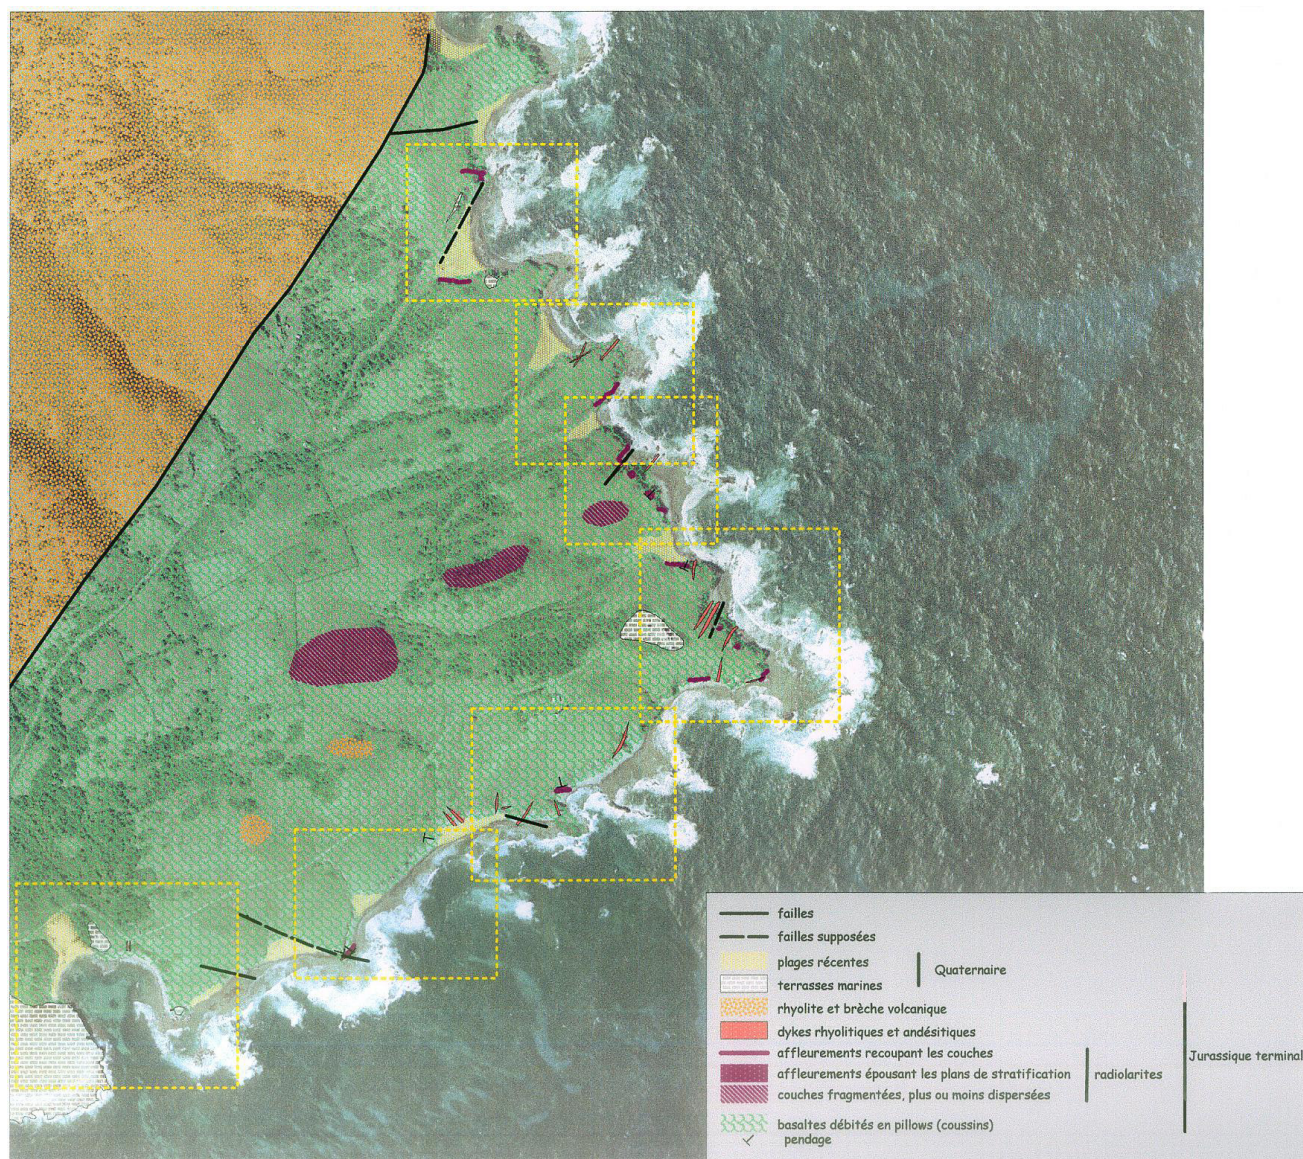 failles
failles supposées
plages récentes
Quaternaire
terrasses marines
rhyolite et brèche volcanique
dykes rhyolitiques et andésitiques
affleurements recoupant les couches
Jurassique terminal
affleurements épousant les plans de stratification
radiolarites
couches fragmentées, plus ou moins dispersées
basaltes débités en pillows (coussins)
pendage